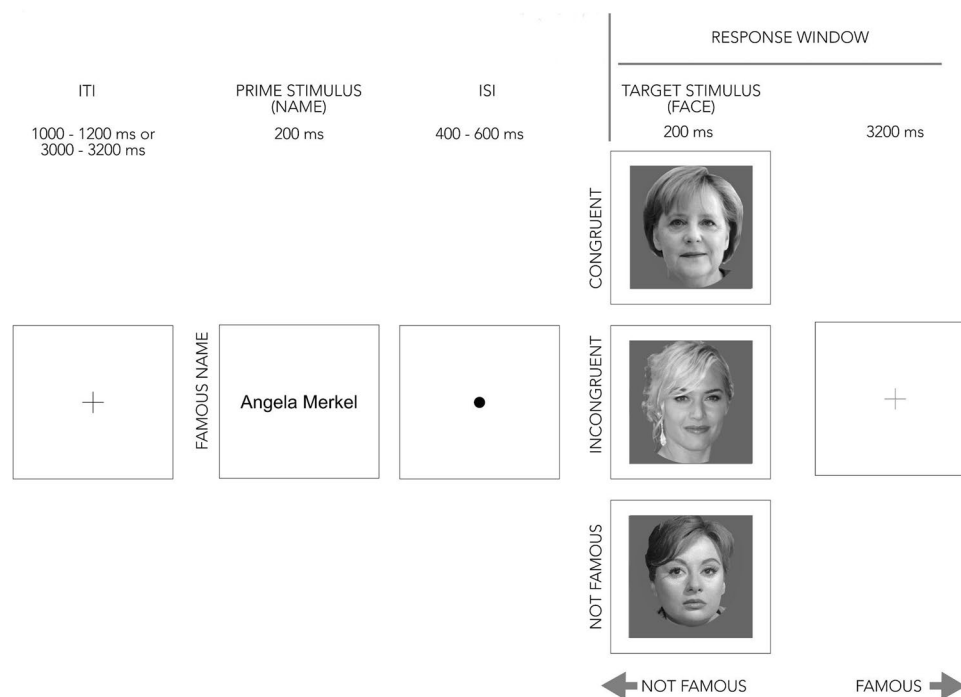 RESPONSE WINDOW
ITI
PRIME STIMULUS
(NAME)
ISI
TARGET STIMULUS
(FACE)
1000 - 1200 ms or
3000 - 3200 ms
200 ms
400 - 600 ms
200 ms
3200 ms
CONGRUENT
FAMOUS NAME
Angela Merkel
INCONGRUENT
NOT FAMOUS
NOT FAMOUS
FAMOUS